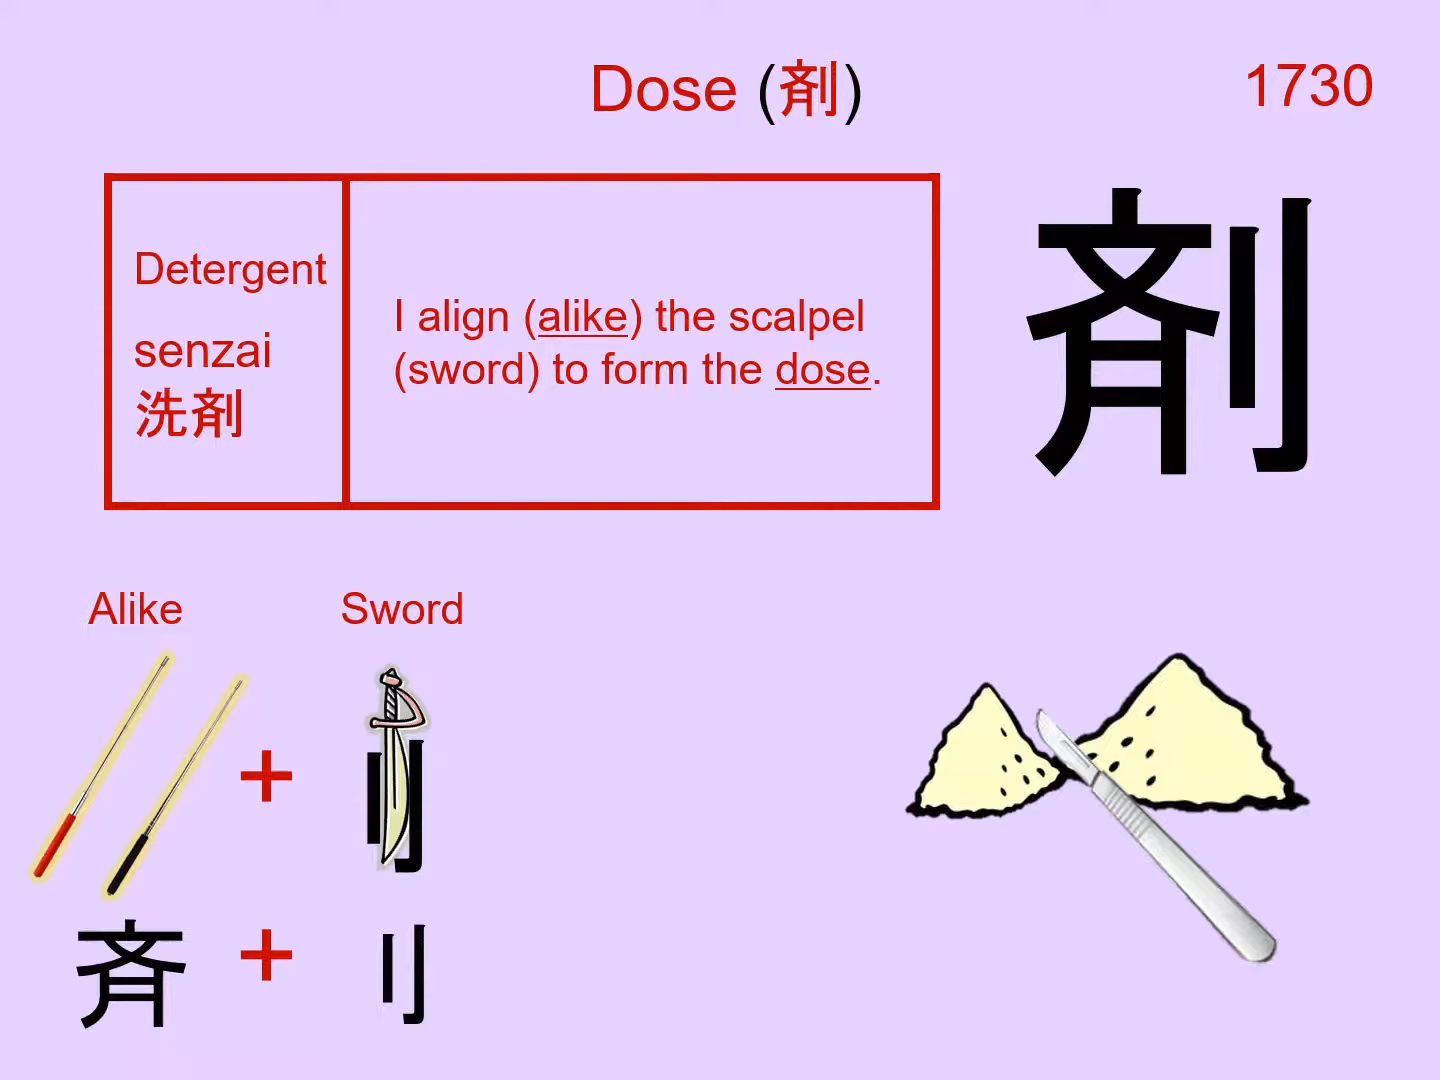 Dose (剤)
1730
Detergent
senzai
洗剤
I align (alike) the scalpel
(sword) to form the dose.
剤
Alike
Sword
+
刂
斉 + 刂